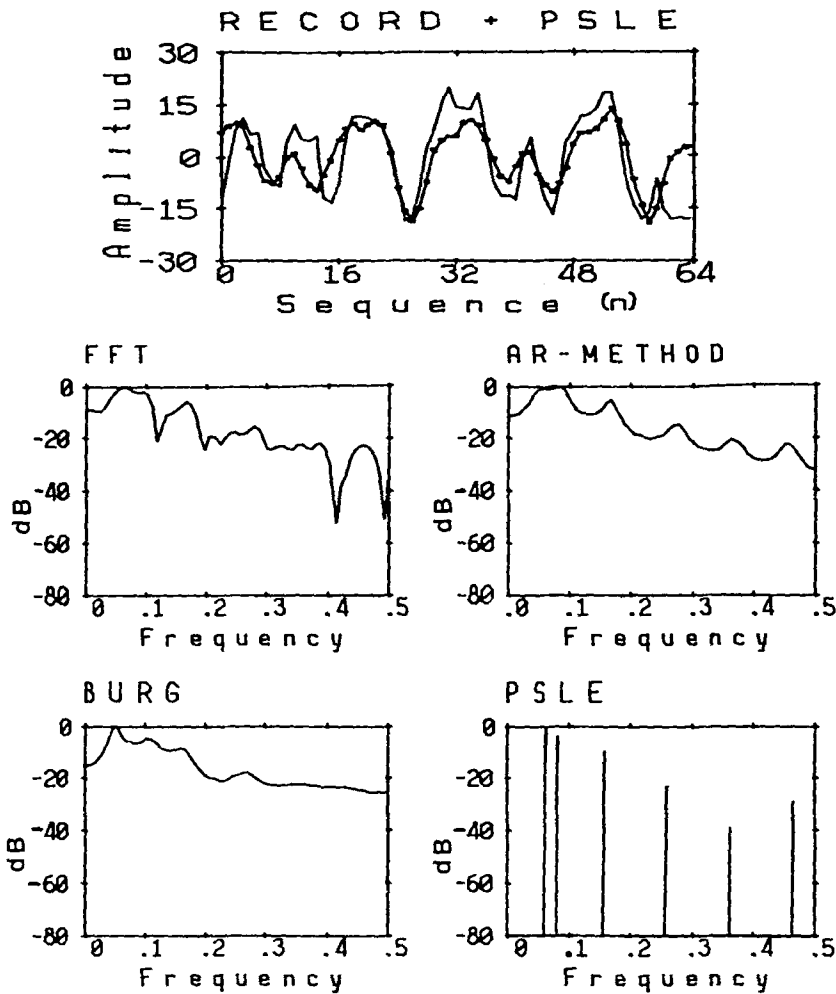 RECORD + PSLE
Amplitude
30
15
0
-15
-30
0 16 32 48 64
Sequence (n)
FFT
dB
0
-20
-40
-60
-80
0 .1 .2 .3 .4 .5
Frequency
AR-METHOD
dB
0
-20
-40
-60
-80
.0 .1 .2 .3 .4 .5
Frequency
BURG
dB
0
-20
-40
-60
-80
0 .1 .2 .3 .4 .5
Frequency
PSLE
dB
0
-20
-40
-60
-80
0 .1 .2 .3 .4 .5
Frequency